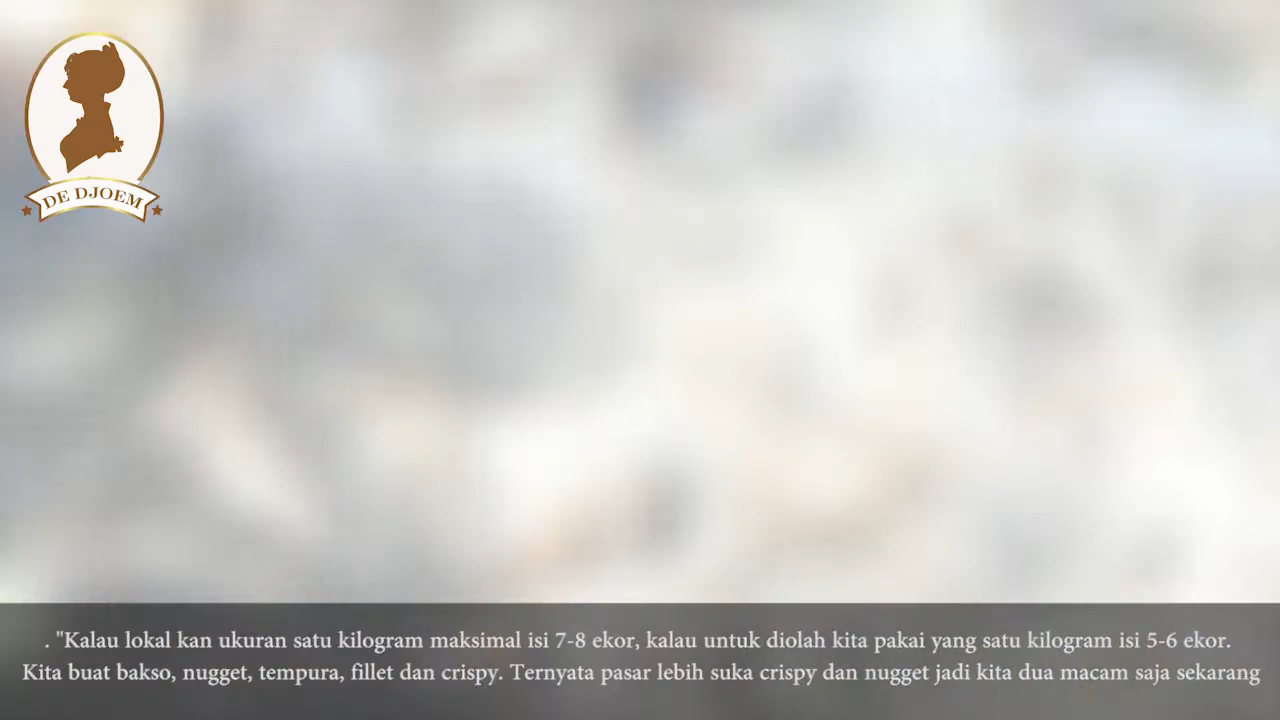 DE DJOEM
. "Kalau lokal kan ukuran satu kilogram maksimal isi 7-8 ekor, kalau untuk diolah kita pakai yang satu kilogram isi 5-6 ekor.
Kita buat bakso, nugget, tempura, fillet dan crispy. Ternyata pasar lebih suka crispy dan nugget jadi kita dua macam saja sekarang